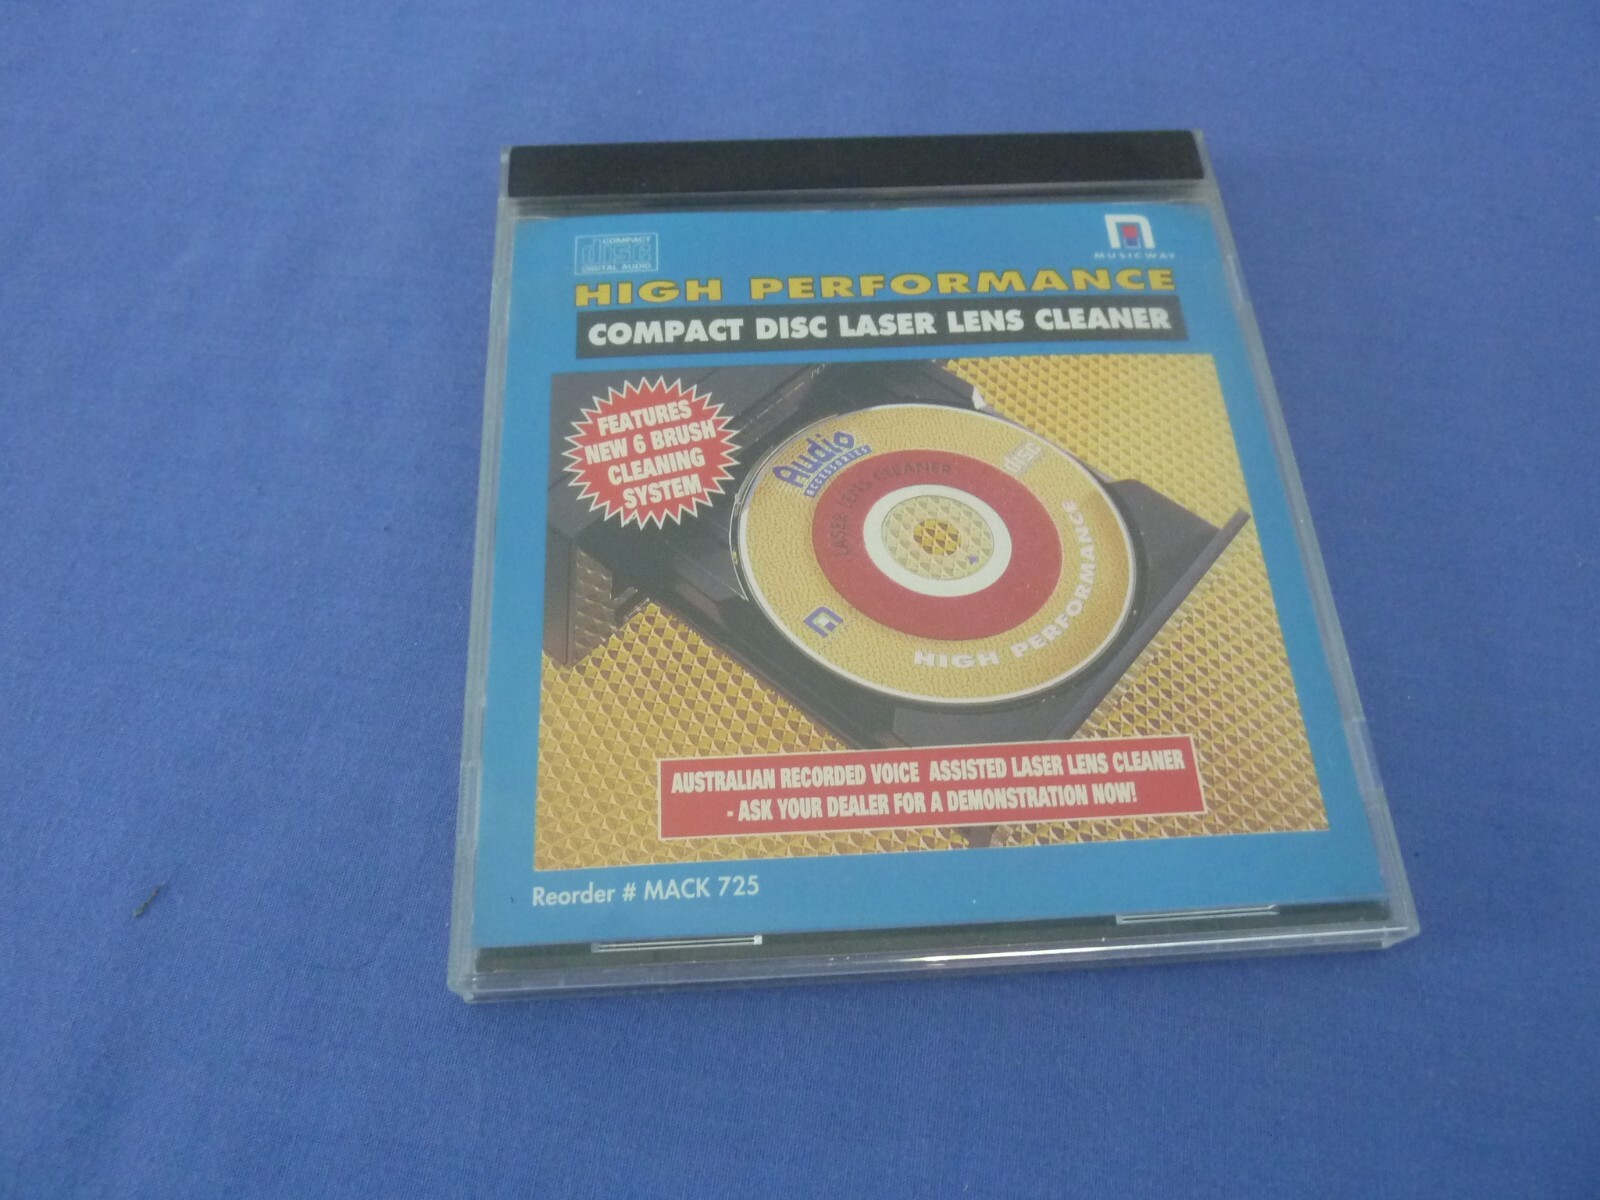 COMPACT
disc
DIGITAL AUDIO
MUSICWAY
HIGH PERFORMANCE
COMPACT DISC LASER LENS CLEANER
FEATURES
NEW 6 BRUSH
CLEANING
SYSTEM
Audio
ACCESSORIES
disc
LASER LENS CLEANER
HIGH PERFORMANCE
AUSTRALIAN RECORDED VOICE ASSISTED LASER LENS CLEANER
- ASK YOUR DEALER FOR A DEMONSTRATION NOW!
Reorder # MACK 725